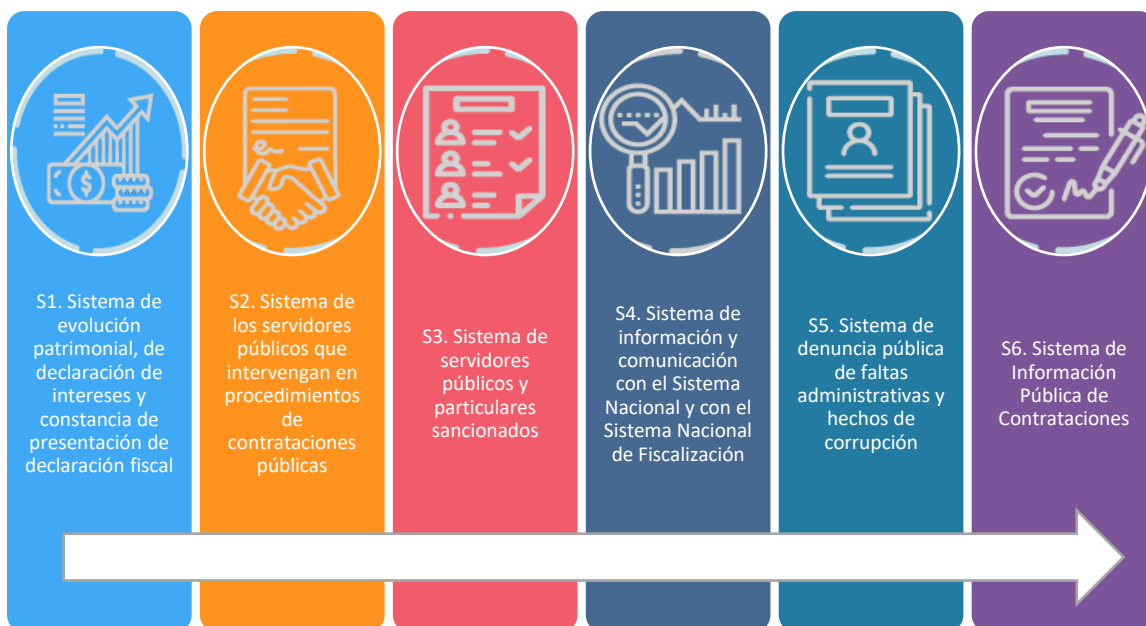 S1. Sistema de
evolución
patrimonial, de
declaración de
intereses y
constancia de
presentación de
declaración fiscal
S2. Sistema de
los servidores
públicos que
intervengan en
procedimientos
de
contrataciones
públicas
S3. Sistema de
servidores
públicos y
particulares
sancionados
S4. Sistema de
información y
comunicación
con el Sistema
Nacional y con el
Sistema Nacional
de Fiscalización
S5. Sistema de
denuncia pública
de faltas
administrativas y
hechos de
corrupción
S6. Sistema de
Información
Pública de
Contrataciones